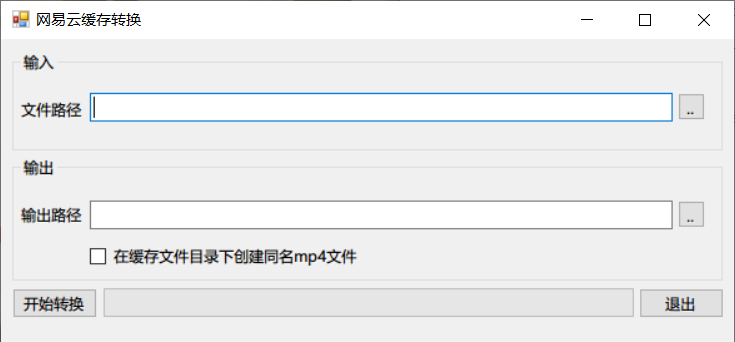 网易云缓存转换
输入
文件路径
..
输出
输出路径
..
在缓存文件目录下创建同名mp4文件
开始转换
退出